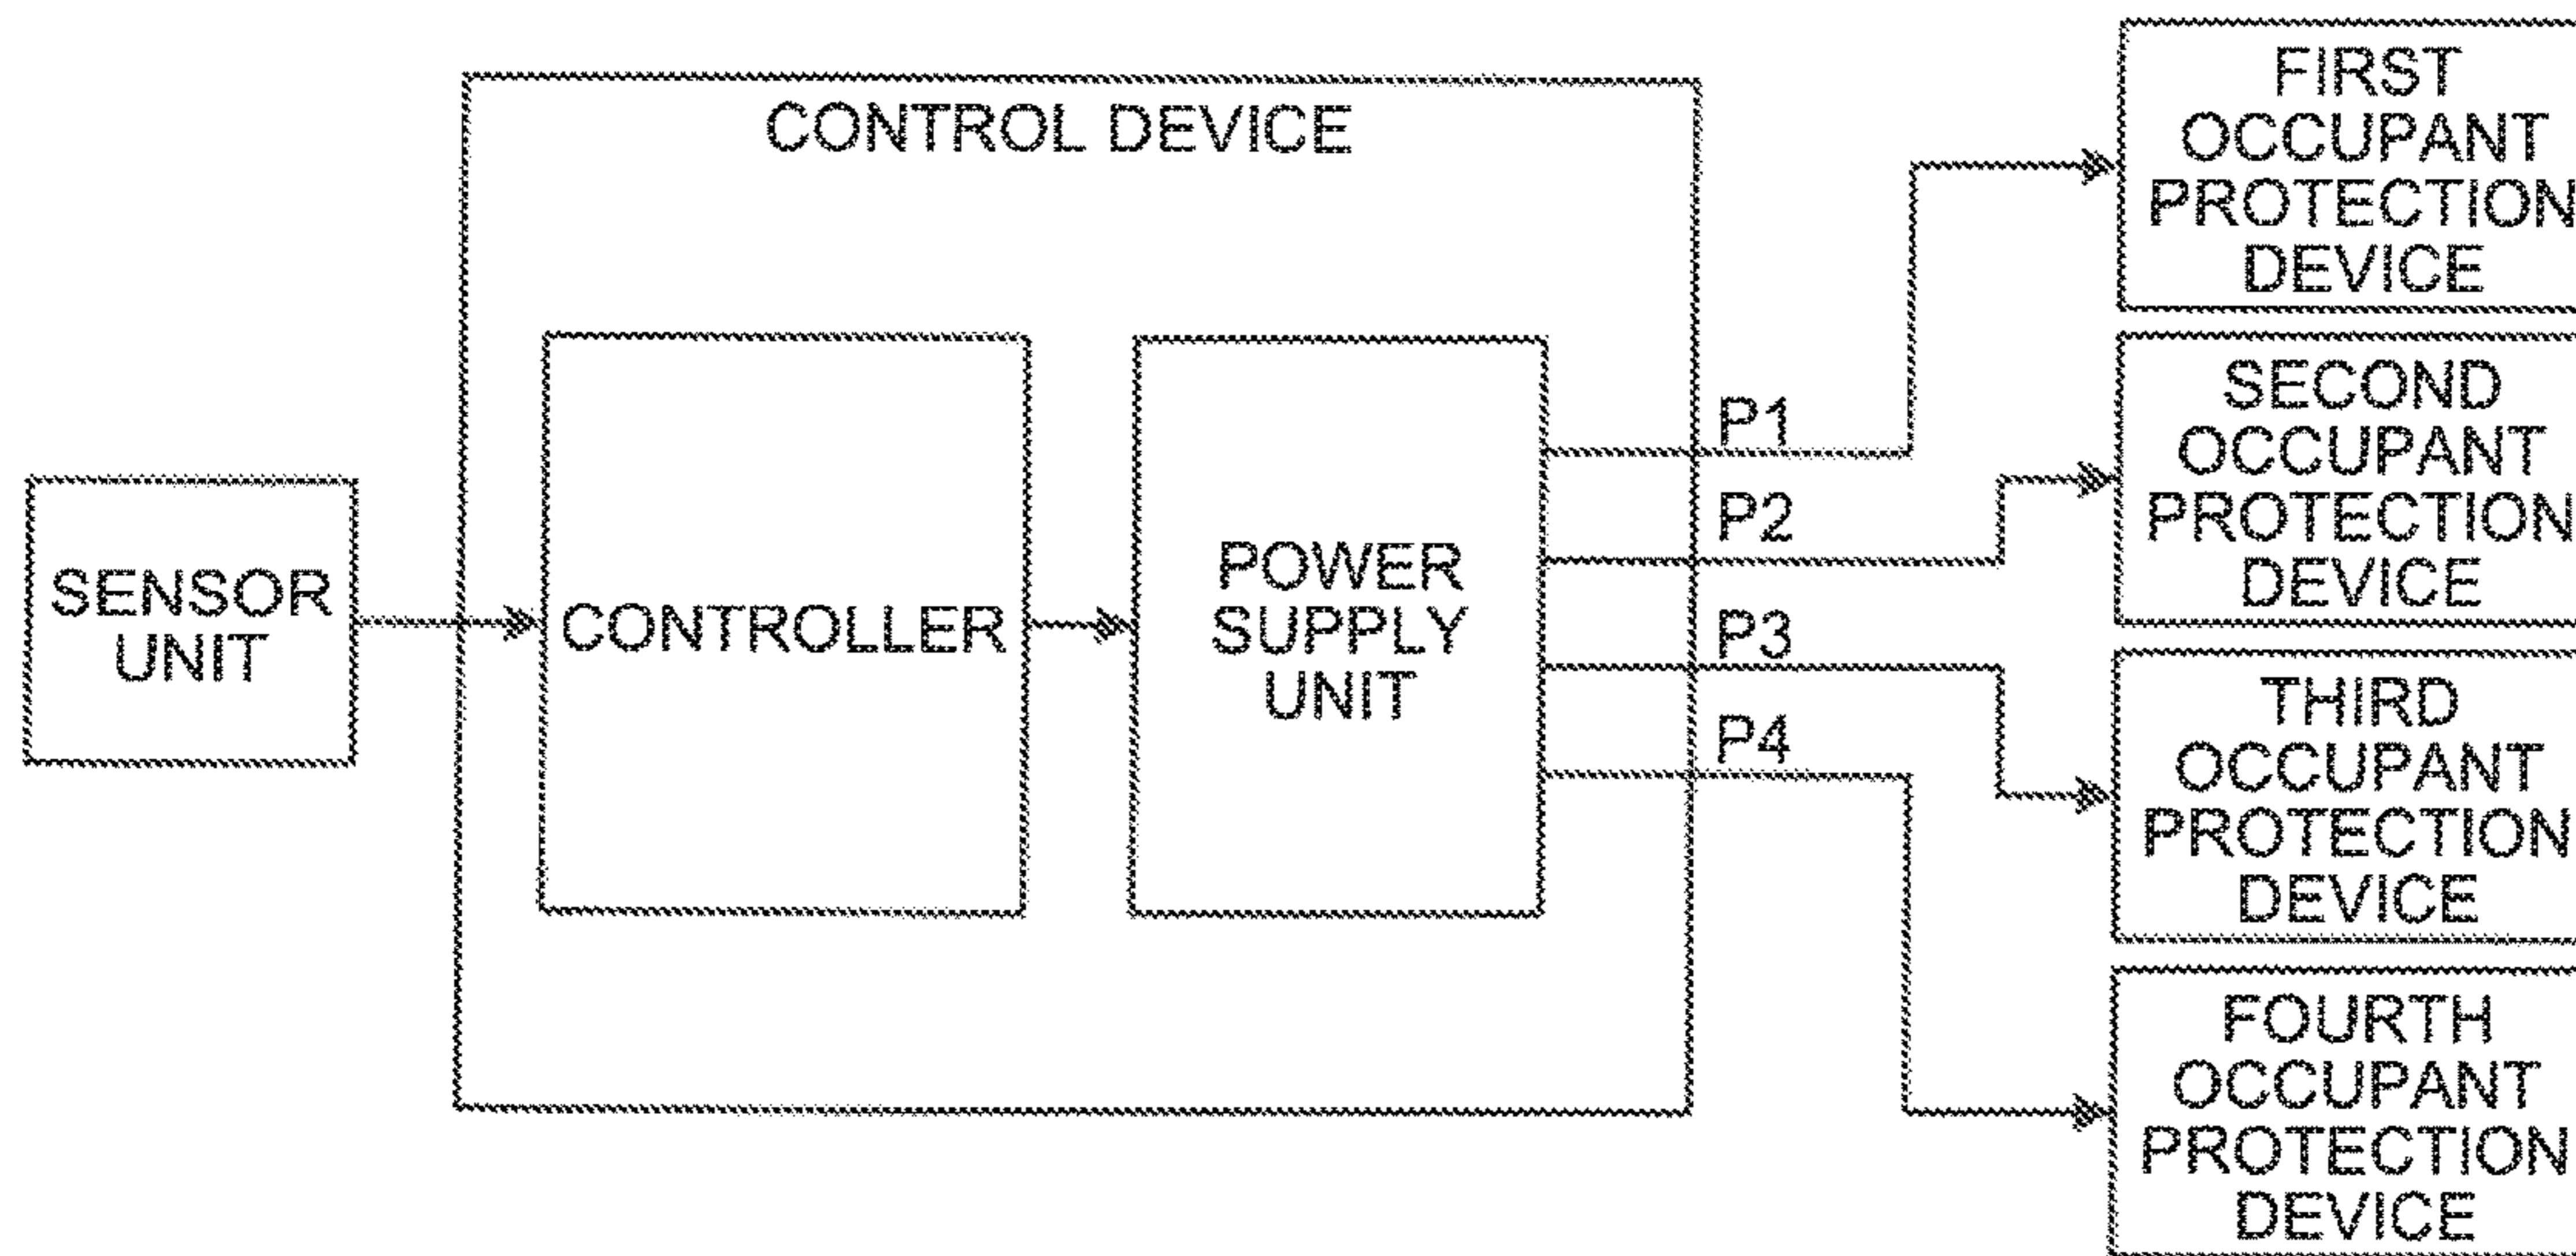 CONTROL DEVICE
SENSOR
UNIT
CONTROLLER
POWER
SUPPLY
UNIT
P1
P2
P3
P4
FIRST
OCCUPANT
PROTECTION
DEVICE
SECOND
OCCUPANT
PROTECTION
DEVICE
THIRD
OCCUPANT
PROTECTION
DEVICE
FOURTH
OCCUPANT
PROTECTION
DEVICE